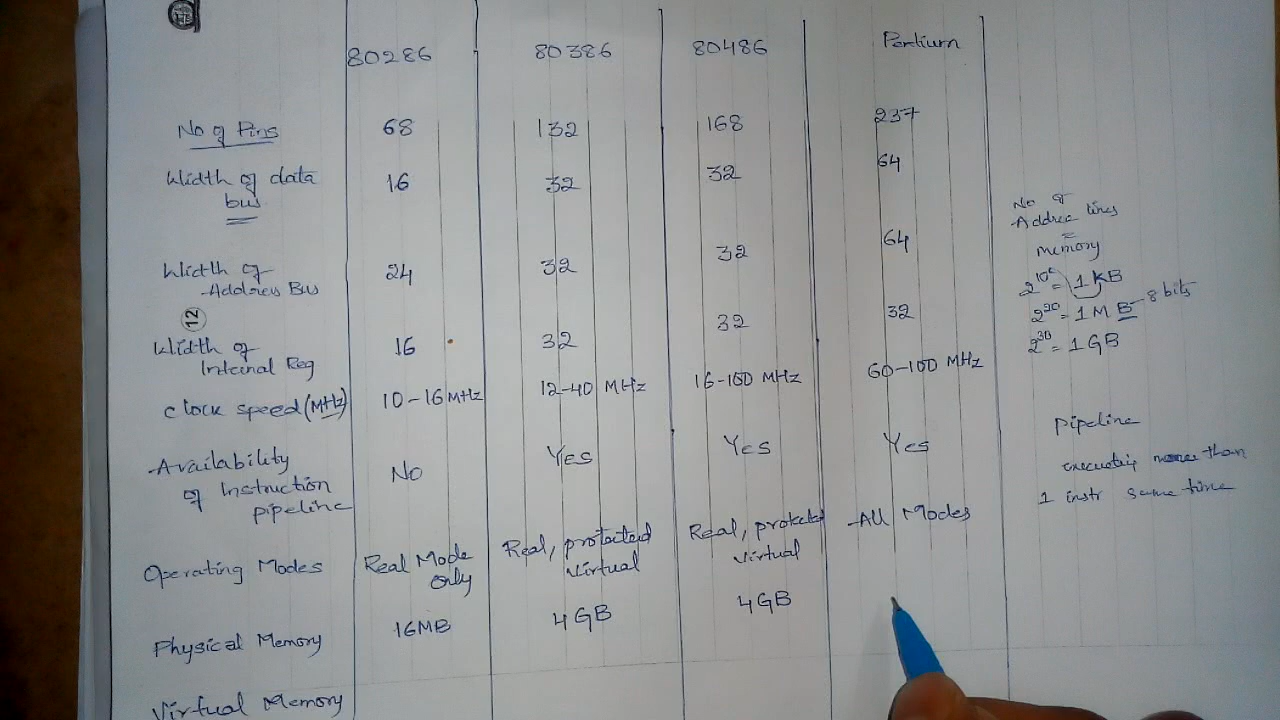 80286 80386 80486 Pentium
No of Pins 68 132 168 237
Width of data 16 32 32 64
bus
Width of 24 32 32 64
Address Bus
12
Width of 16 32 32 32
Internal Reg
Clock speed (MHz) 10-16 MHz 12-40 MHz 16-100 MHz 60-100 MHz
Availability No Yes Yes Yes
of Instruction
pipeline
Operating Modes Real Mode Real, protected Real, protected All Modes
only virtual virtual
Physical Memory 16MB 4GB 4GB
Virtual Memory
No of
Addres lines
=
memory
2^10 = 1 KB
2^20 = 1 MB - 8 bits
2^30 = 1 GB
Pipeline
executing more than
1 instr same time